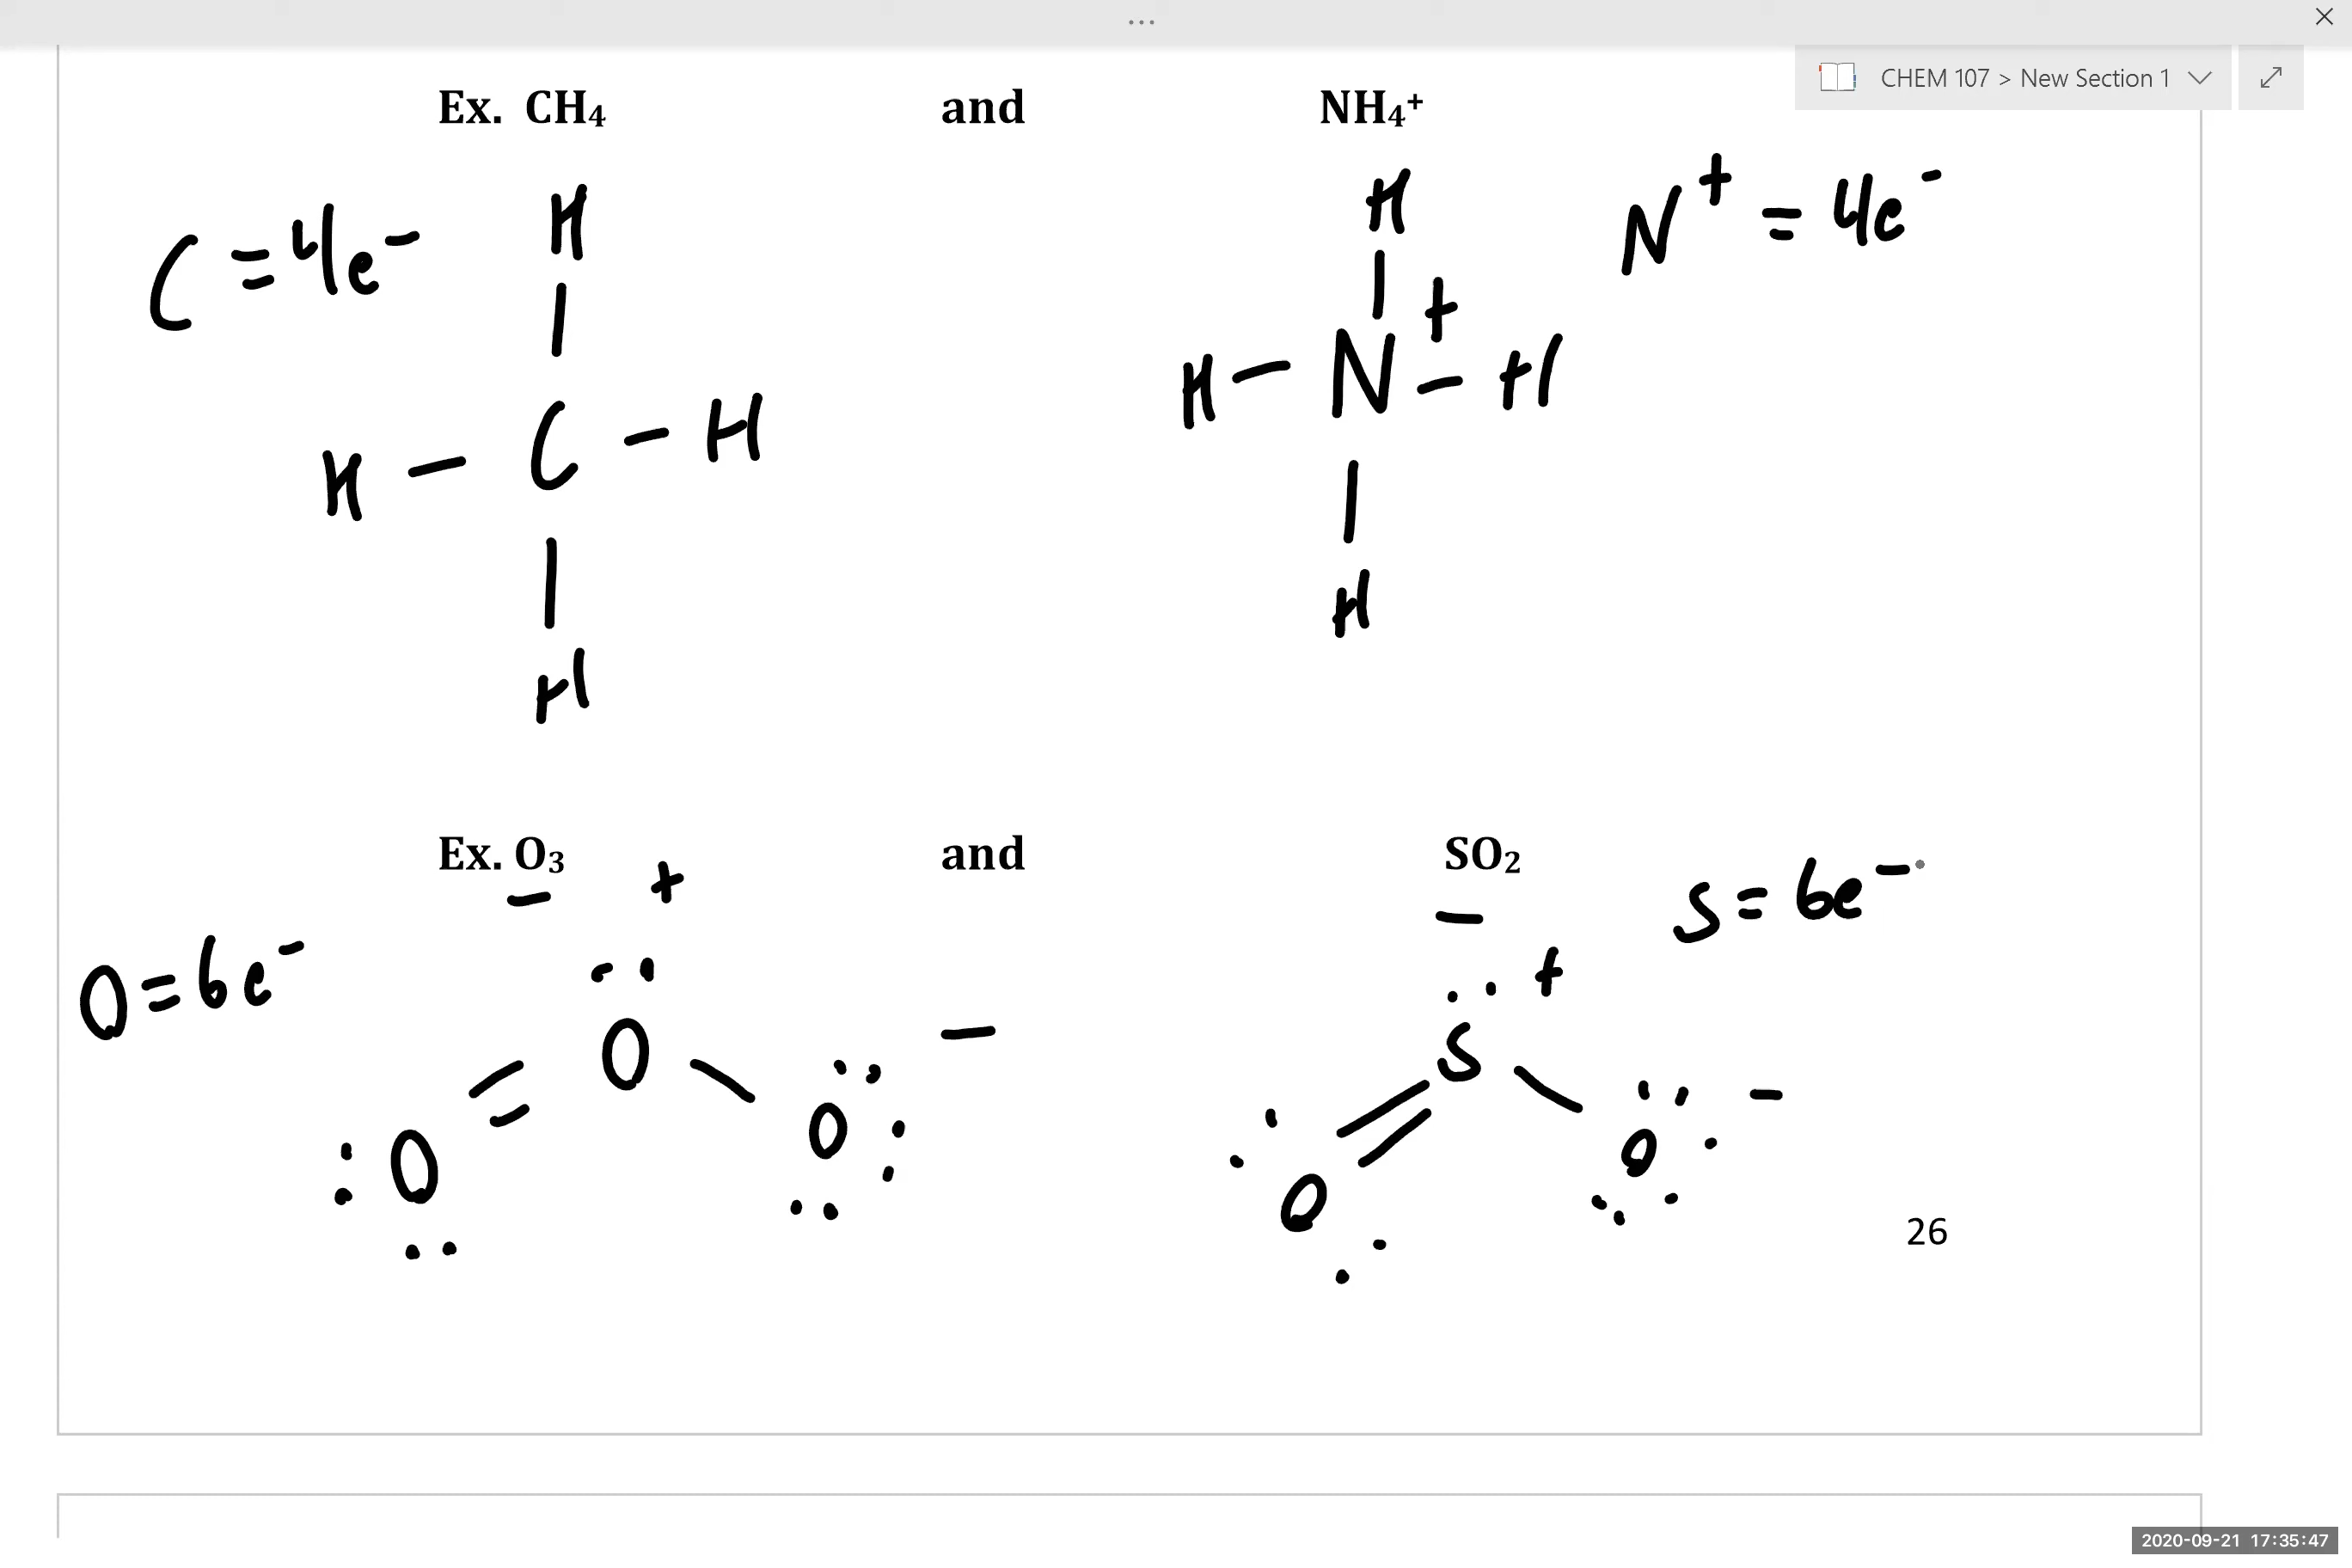 ...
CHEM 107 > New Section 1
Ex. CH₄ and NH₄⁺
C = 4e⁻
N⁺ = 4e⁻
H
|
H – C – H
|
H
H
|
H – N⁺ – H
|
H
Ex. O₃ and SO₂
O = 6e⁻
S = 6e⁻
– +
O
O = O – O –
–
S +
O = S – O –
26
2020-09-21 17:35:47